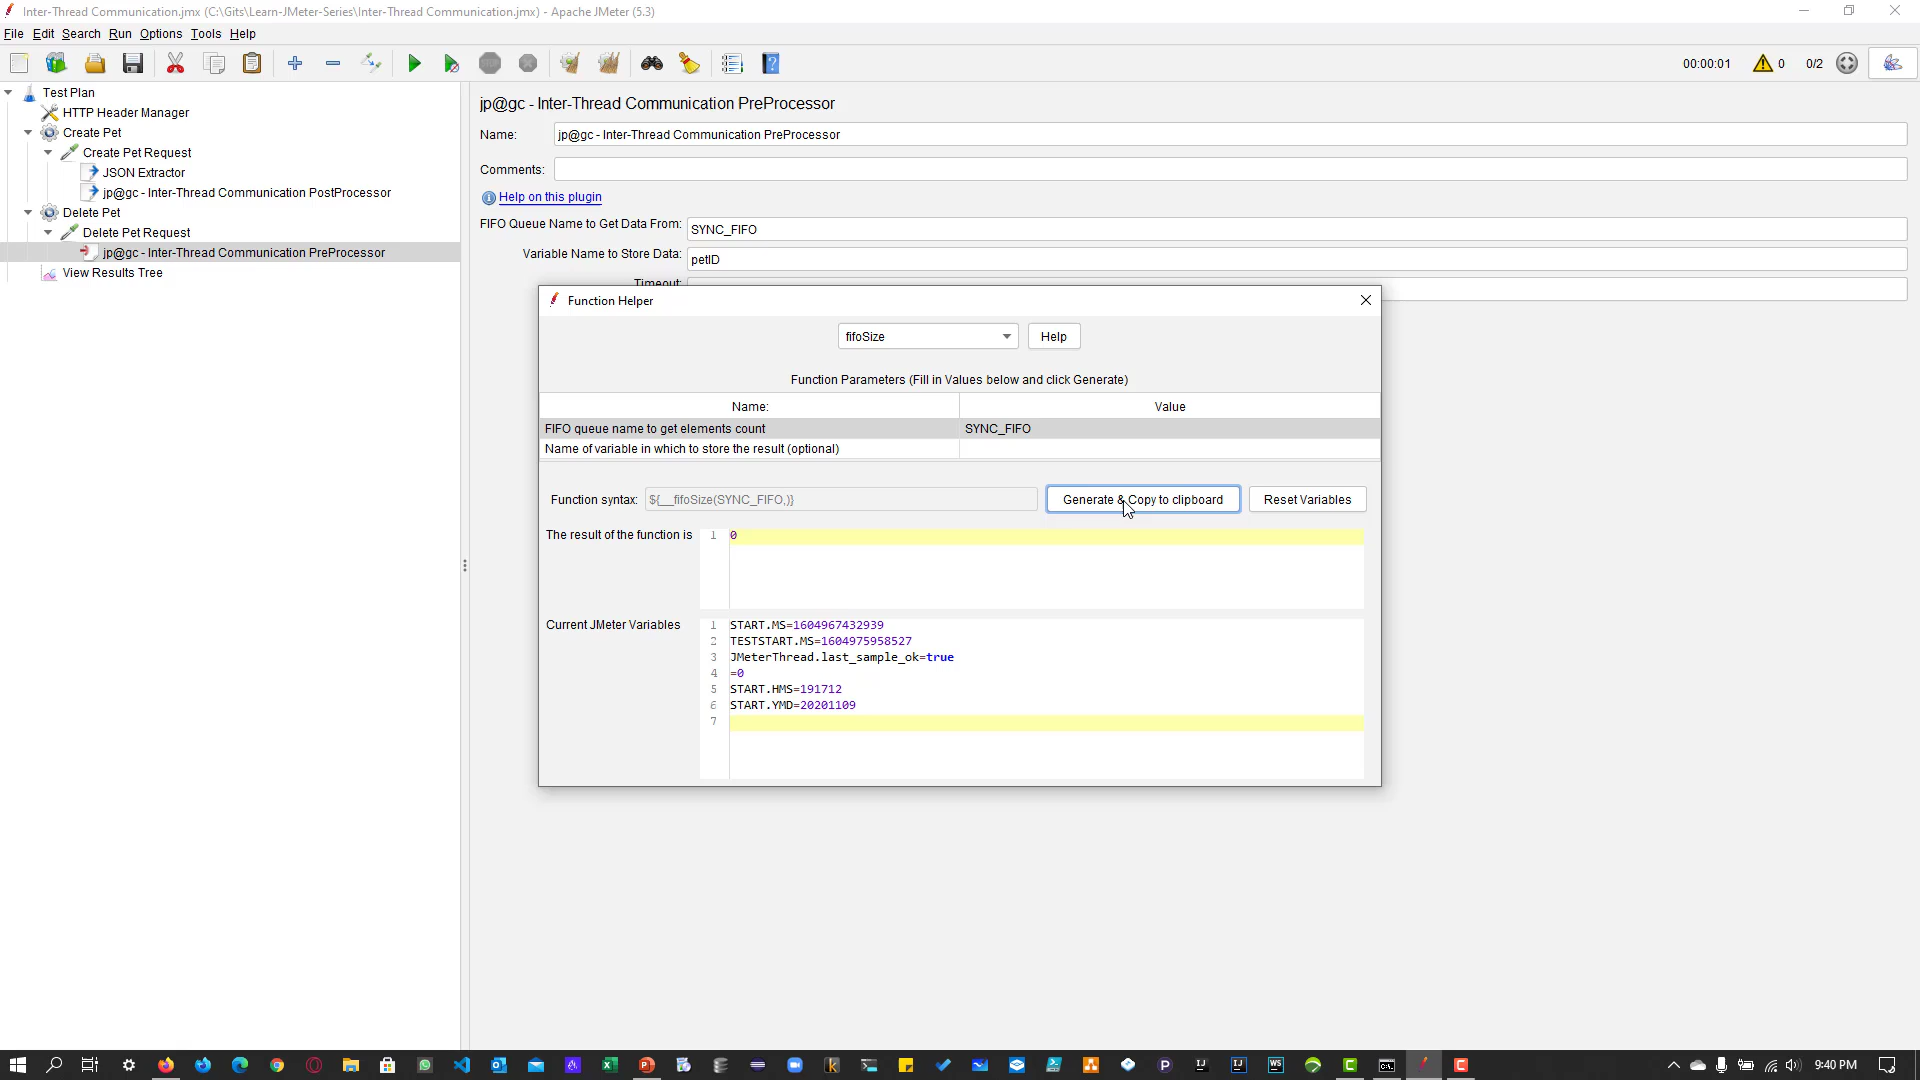 Inter-Thread Communication.jmx (C:\Gits\Learn-JMeter-Series\Inter-Thread Communication.jmx) - Apache JMeter (5.3)
File Edit Search Run Options Tools Help
00:00:01 0 0/2
Test Plan
HTTP Header Manager
Create Pet
Create Pet Request
JSON Extractor
jp@gc - Inter-Thread Communication PostProcessor
Delete Pet
Delete Pet Request
jp@gc - Inter-Thread Communication PreProcessor
View Results Tree
jp@gc - Inter-Thread Communication PreProcessor
Name: jp@gc - Inter-Thread Communication PreProcessor
Comments:
Help on this plugin
FIFO Queue Name to Get Data From: SYNC_FIFO
Variable Name to Store Data: petID
Timeout:
Function Helper
fifoSize Help
Function Parameters (Fill in Values below and click Generate)
Name: Value
FIFO queue name to get elements count SYNC_FIFO
Name of variable in which to store the result (optional)
Function syntax: ${__fifoSize(SYNC_FIFO,)} Generate & Copy to clipboard Reset Variables
The result of the function is 1 0
Current JMeter Variables 1 START.MS=1604967432939
2 TESTSTART.MS=1604975958527
3 JMeterThread.last_sample_ok=true
4 =0
5 START.HMS=191712
6 START.YMD=20201109
7
9:40 PM